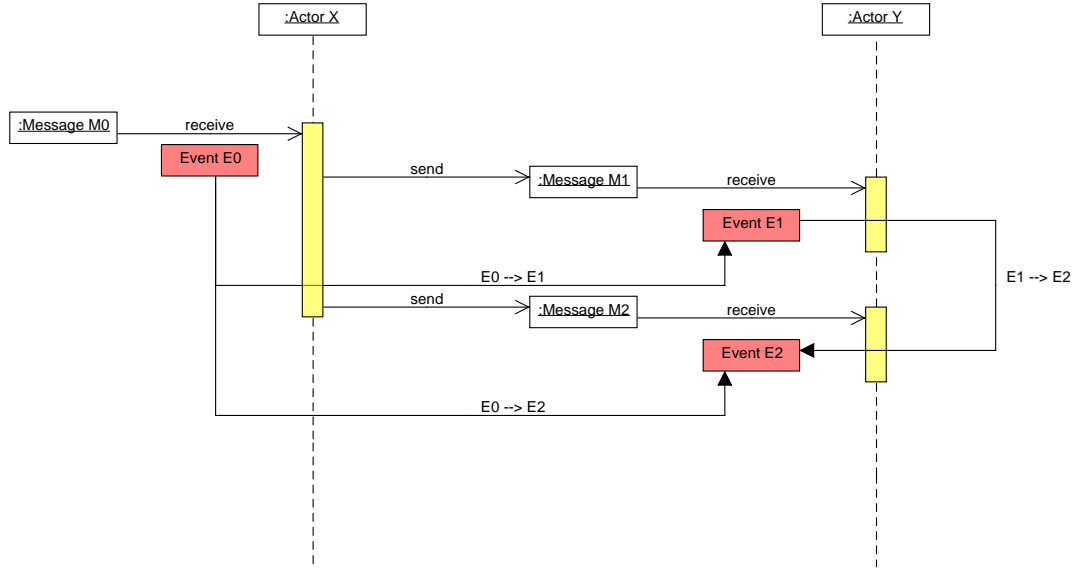 :Actor X
:Actor Y
:Message M0
receive
Event E0
send
:Message M1
receive
Event E1
E0 --> E1
E1 --> E2
send
:Message M2
receive
Event E2
E0 --> E2